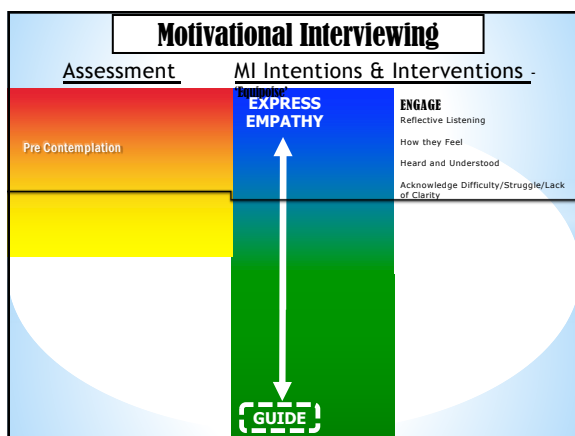 Motivational Interviewing
Assessment
MI Intentions & Interventions -
'Equipoise'
EXPRESS
EMPATHY
ENGAGE
Reflective Listening
How they Feel
Heard and Understood
Acknowledge Difficulty/Struggle/Lack
of Clarity
Pre Contemplation
GUIDE